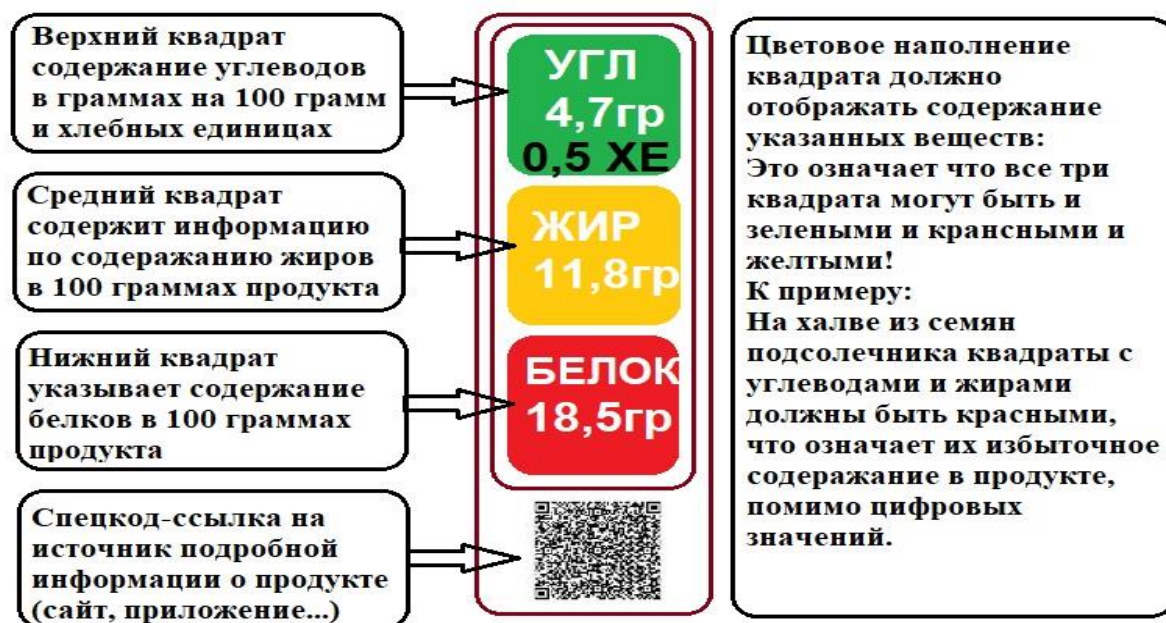 Верхний квадрат
содержание углеводов
в граммах на 100 грамм
и хлебных единицах
Средний квадрат
содержит информацию
по содеражанию жиров
в 100 граммах продукта
Нижний квадрат
указывает содержание
белков в 100 граммах
продукта
Спецкод-ссылка на
источник подробной
информации о продукте
(сайт, приложение...)
УГЛ
4,7гр
0,5 ХЕ
ЖИР
11,8гр
БЕЛОК
18,5гр
Цветовое наполнение
квадрата должно
отображать содержание
указанных веществ:
Это означает что все три
квадрата могут быть и
зелеными и крансными и
желтыми!
К примеру:
На халве из семян
подсолечника квадраты с
углеводами и жирами
должны быть красными,
что означает их избыточное
содеражание в продукте,
помимо цифровых
значений.